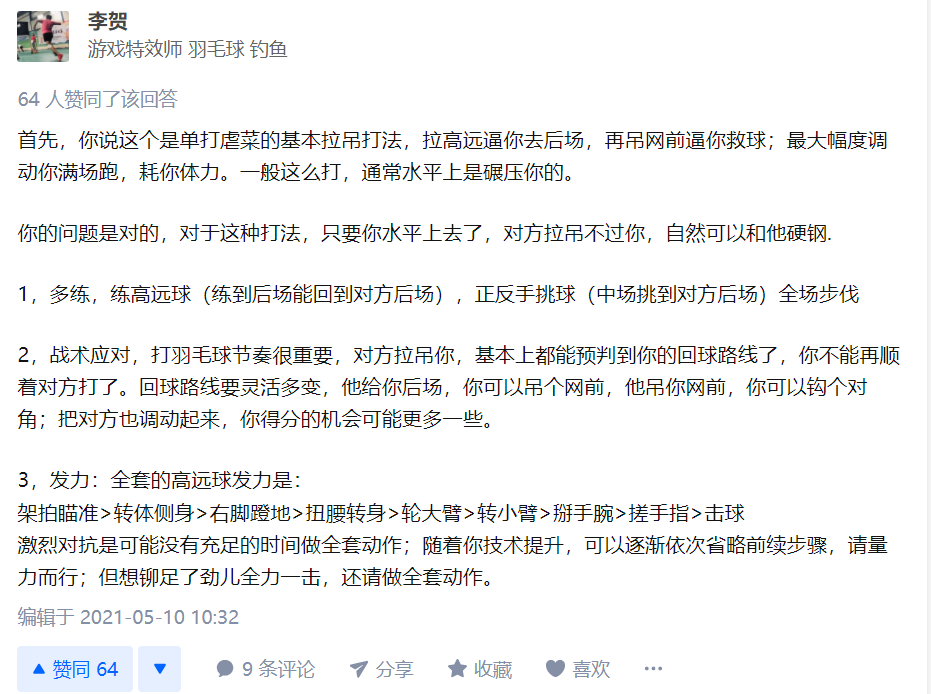 李贺
游戏特效师 羽毛球 钓鱼
64 人赞同了该回答
首先，你说这个是单打虐菜的基本拉吊打法，拉高远逼你去后场，再吊网前逼你救球；最大幅度调
动你满场跑，耗你体力。一般这么打，通常水平上是碾压你的。
你的问题是对的，对于这种打法，只要你水平上去了，对方拉吊不过你，自然可以和他硬钢.
1，多练，练高远球（练到后场能回到对方后场），正反手挑球（中场挑到对方后场）全场步伐
2，战术应对，打羽毛球节奏很重要，对方拉吊你，基本上都能预判到你的回球路线了，你不能再顺
着对方打了。回球路线要灵活多变，他给你后场，你可以吊个网前，他吊你网前，你可以钩个对
角；把对方也调动起来，你得分的机会可能更多一些。
3，发力：全套的高远球发力是：
架拍瞄准>转体侧身>右脚蹬地>扭腰转身>轮大臂>转小臂>掰手腕>搓手指>击球
激烈对抗是可能没有充足的时间做全套动作；随着你技术提升，可以逐渐依次省略前续步骤，请量
力而行；但想铆足了劲儿全力一击，还请做全套动作。
编辑于 2021-05-10 10:32
赞同 64 9 条评论 分享 收藏 喜欢